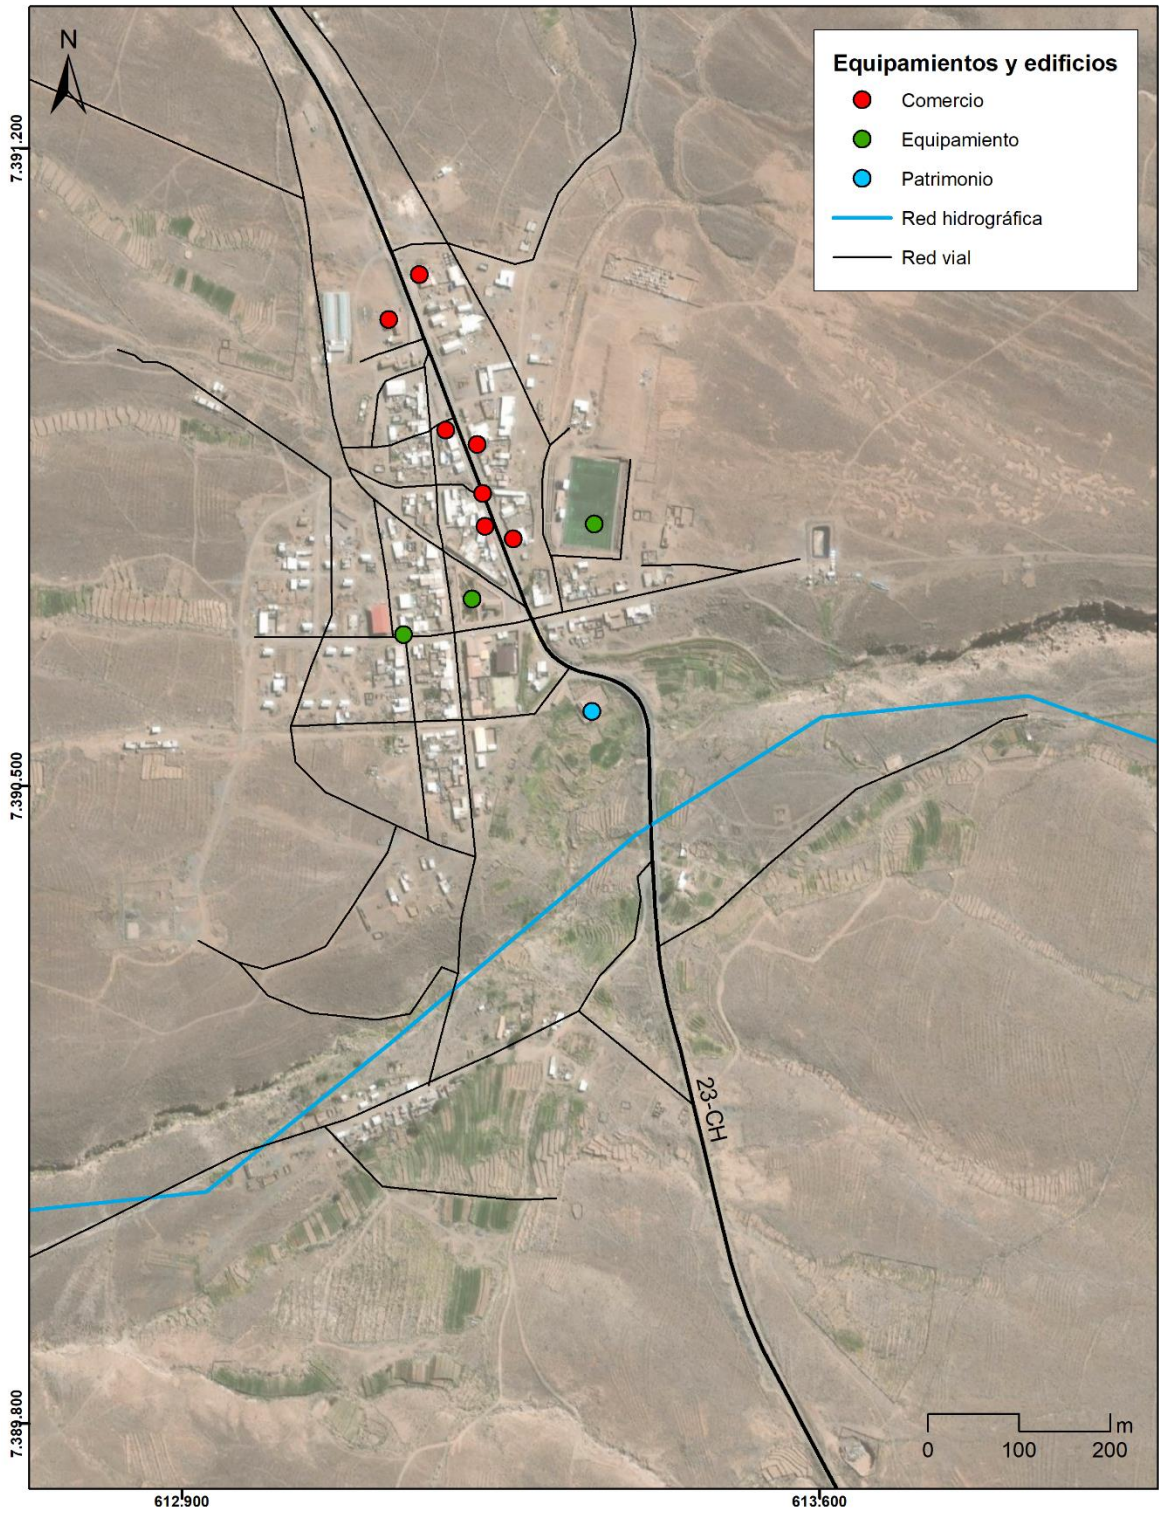 N
Equipamientos y edificios
Comercio
Equipamiento
Patrimonio
Red hidrográfica
Red vial
7.391.200
7.390.500
7.389.800
23-CH
0 100 200 m
612.900 613.600